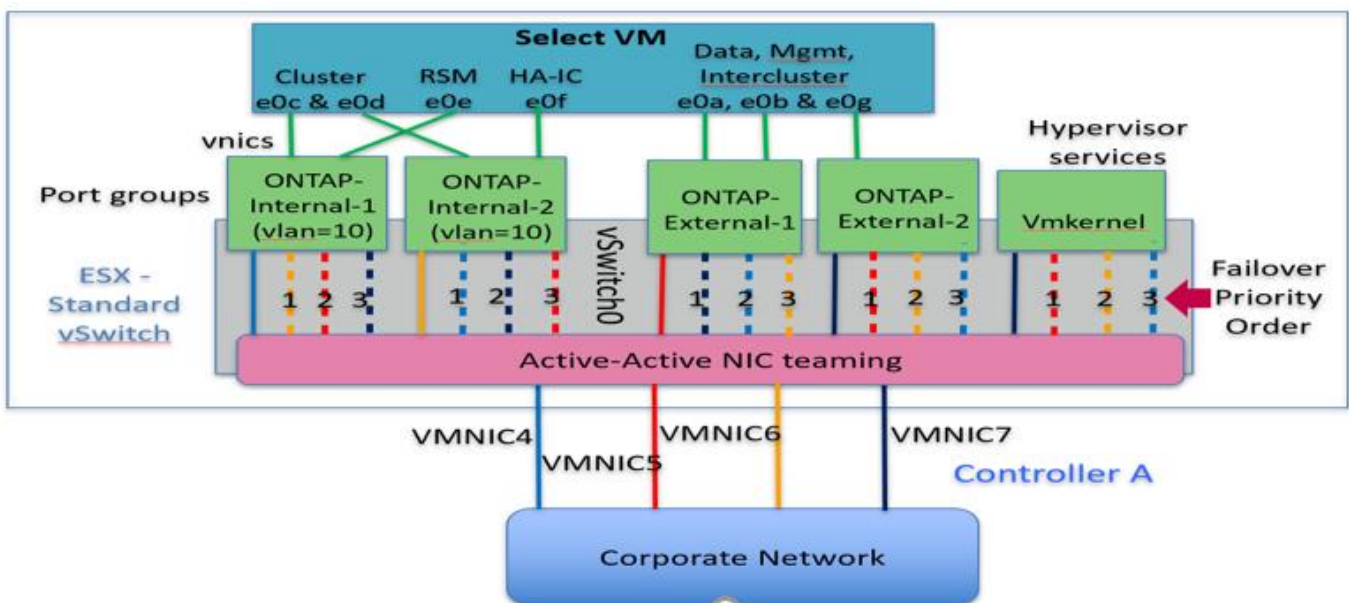 Select VM
Cluster
e0c & e0d
RSM
e0e
HA-IC
e0f
Data, Mgmt,
Intercluster
e0a, e0b & e0g
vnics
Hypervisor
services
Port groups
ONTAP-
Internal-1
(vlan=10)
ONTAP-
Internal-2
(vlan=10)
ONTAP-
External-1
ONTAP-
External-2
Vmkernel
vSwitch0
ESX -
Standard
vSwitch
1 2 3
1 2 3
1 2 3
1 2 3
1 2 3
Failover
Priority
Order
Active-Active NIC teaming
VMNIC4
VMNIC5
VMNIC6
VMNIC7
Controller A
Corporate Network